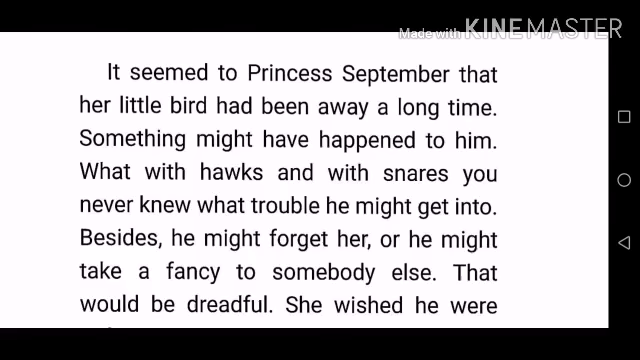 Made with KINEMASTER
It seemed to Princess September that
her little bird had been away a long time.
Something might have happened to him.
What with hawks and with snares you
never knew what trouble he might get into.
Besides, he might forget her, or he might
take a fancy to somebody else. That
would be dreadful. She wished he were